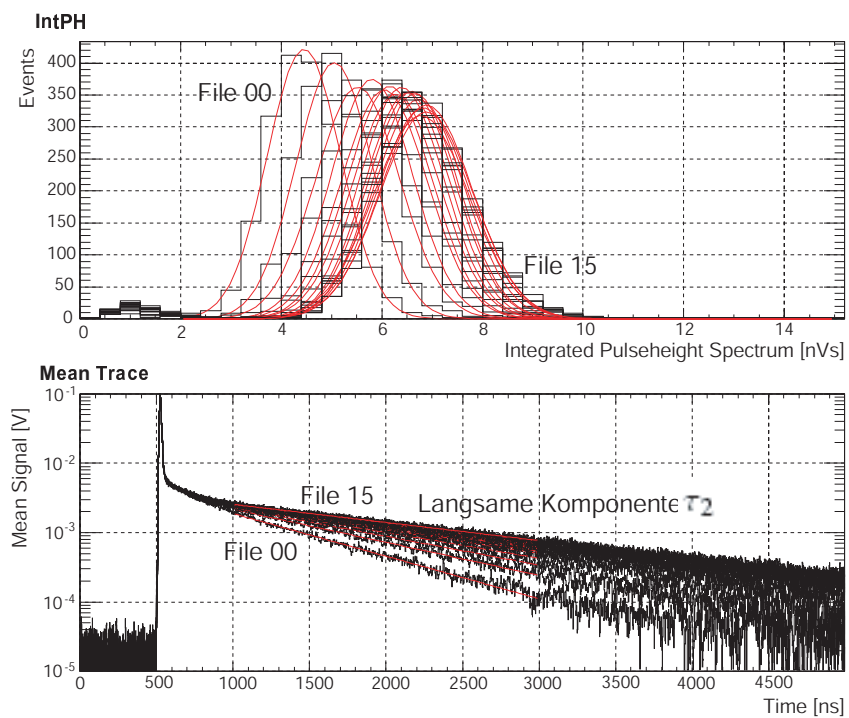 IntPH
Events
400
350
300
250
200
150
100
50
0
File 00
File 15
0 2 4 6 8 10 12 14
Integrated Pulseheight Spectrum [nVs]
Mean Trace
Mean Signal [V]
10-1
10-2
10-3
10-4
10-5
File 15
Langsame Komponente τ2
File 00
0 500 1000 1500 2000 2500 3000 3500 4000 4500
Time [ns]